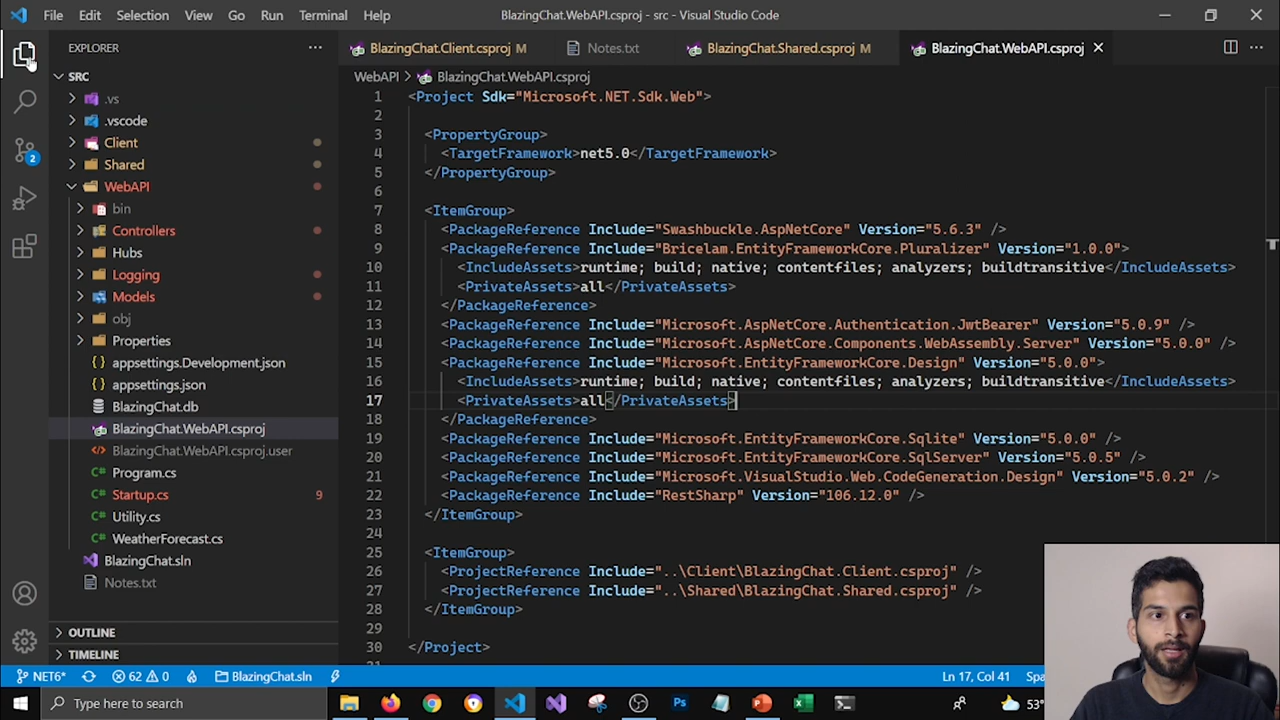 File Edit Selection View Go Run Terminal Help
BlazingChat.WebAPI.csproj - src - Visual Studio Code
EXPLORER
BlazingChat.Client.csproj M
Notes.txt
BlazingChat.Shared.csproj M
BlazingChat.WebAPI.csproj
WebAPI > BlazingChat.WebAPI.csproj
SRC
.vs
.vscode
Client
Shared
WebAPI
bin
Controllers
Hubs
Logging
Models
obj
Properties
appsettings.Development.json
appsettings.json
BlazingChat.db
BlazingChat.WebAPI.csproj
BlazingChat.WebAPI.csproj.user
Program.cs
Startup.cs 9
Utility.cs
WeatherForecast.cs
BlazingChat.sln
Notes.txt
OUTLINE
TIMELINE
2
1 <Project Sdk="Microsoft.NET.Sdk.Web">
2
3 <PropertyGroup>
4 <TargetFramework>net5.0</TargetFramework>
5 </PropertyGroup>
6
7 <ItemGroup>
8 <PackageReference Include="Swashbuckle.AspNetCore" Version="5.6.3" />
9 <PackageReference Include="Bricelam.EntityFrameworkCore.Pluralizer" Version="1.0.0">
10 <IncludeAssets>runtime; build; native; contentfiles; analyzers; buildtransitive</IncludeAssets>
11 <PrivateAssets>all</PrivateAssets>
12 </PackageReference>
13 <PackageReference Include="Microsoft.AspNetCore.Authentication.JwtBearer" Version="5.0.9" />
14 <PackageReference Include="Microsoft.AspNetCore.Components.WebAssembly.Server" Version="5.0.0" />
15 <PackageReference Include="Microsoft.EntityFrameworkCore.Design" Version="5.0.0">
16 <IncludeAssets>runtime; build; native; contentfiles; analyzers; buildtransitive</IncludeAssets>
17 <PrivateAssets>all</PrivateAssets>
18 </PackageReference>
19 <PackageReference Include="Microsoft.EntityFrameworkCore.Sqlite" Version="5.0.0" />
20 <PackageReference Include="Microsoft.EntityFrameworkCore.SqlServer" Version="5.0.5" />
21 <PackageReference Include="Microsoft.VisualStudio.Web.CodeGeneration.Design" Version="5.0.2" />
22 <PackageReference Include="RestSharp" Version="106.12.0" />
23 </ItemGroup>
24
25 <ItemGroup>
26 <ProjectReference Include="..\Client\BlazingChat.Client.csproj" />
27 <ProjectReference Include="..\Shared\BlazingChat.Shared.csproj" />
28 </ItemGroup>
29
30 </Project>
NET6* 62 0 BlazingChat.sln
Ln 17, Col 41
Type here to search
Ps
53°